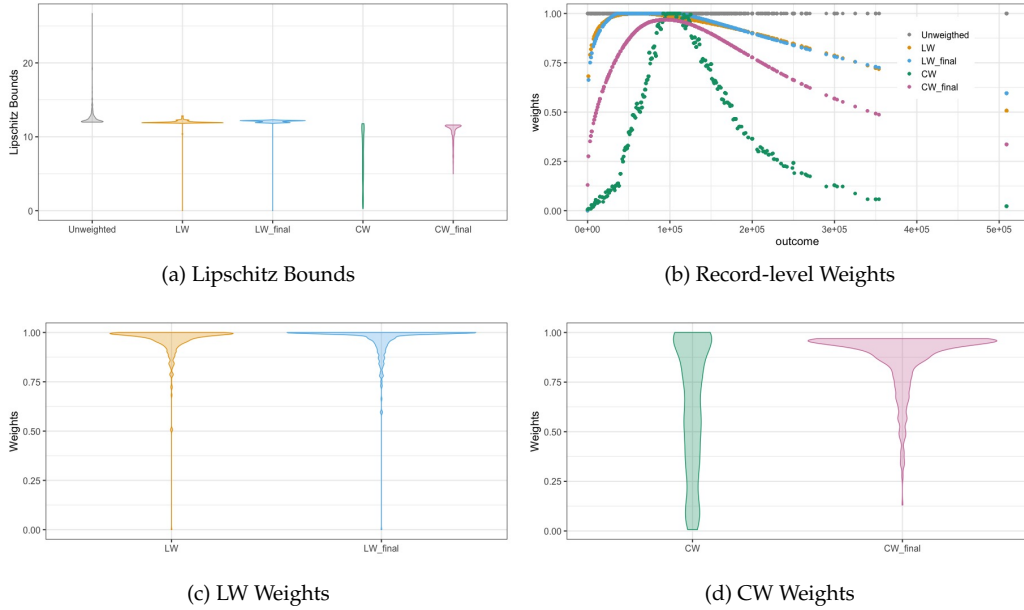 Lipschitz Bounds
20
10
0
Unweighted
LW
LW_final
CW
CW_final
(a) Lipschitz Bounds
weights
1.00
0.75
0.50
0.25
0.00
Unweigthed
LW
LW_final
CW
CW_final
0e+00
1e+05
2e+05
3e+05
4e+05
5e+05
outcome
(b) Record-level Weights
Weights
1.00
0.75
0.50
0.25
0.00
LW
LW_final
(c) LW Weights
Weights
1.00
0.75
0.50
0.25
0.00
CW
CW_final
(d) CW Weights